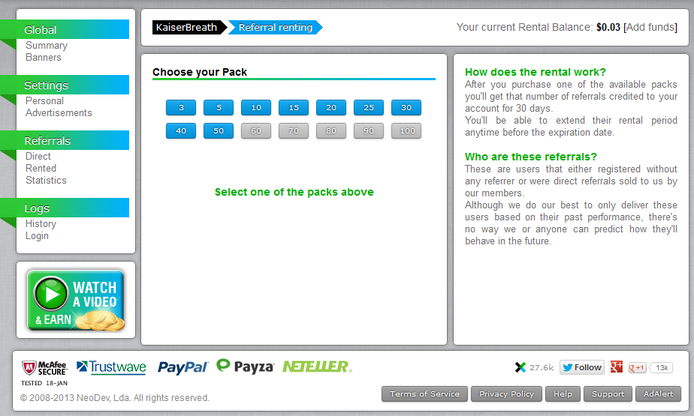 Global
Summary
Banners
Settings
Personal
Advertisements
Referrals
Direct
Rented
Statistics
Logs
History
Login
WATCH
A VIDEO
& EARN
KaiserBreath Referral renting
Your current Rental Balance: $0.03 [Add funds]
Choose your Pack
3 5 10 15 20 25 30
40 50 60 70 80 90 100
Select one of the packs above
How does the rental work?
After you purchase one of the available packs
you'll get that number of referrals credited to your
account for 30 days.
You'll be able to extend their rental period
anytime before the expiration date.
Who are these referrals?
These are users that either registered without
any referrer or were direct referrals sold to us by
our members.
Although we do our best to only deliver these
users based on their past performance, there's
no way we or anyone can predict how they'll
behave in the future.
McAfee
SECURE
TESTED 18-JAN
Trustwave
PayPal
Payza
NETELLER
27.6k
Follow
+1
13k
© 2008-2013 NeoDev, Lda. All rights reserved.
Terms of Service Privacy Policy Help Support AdAlert